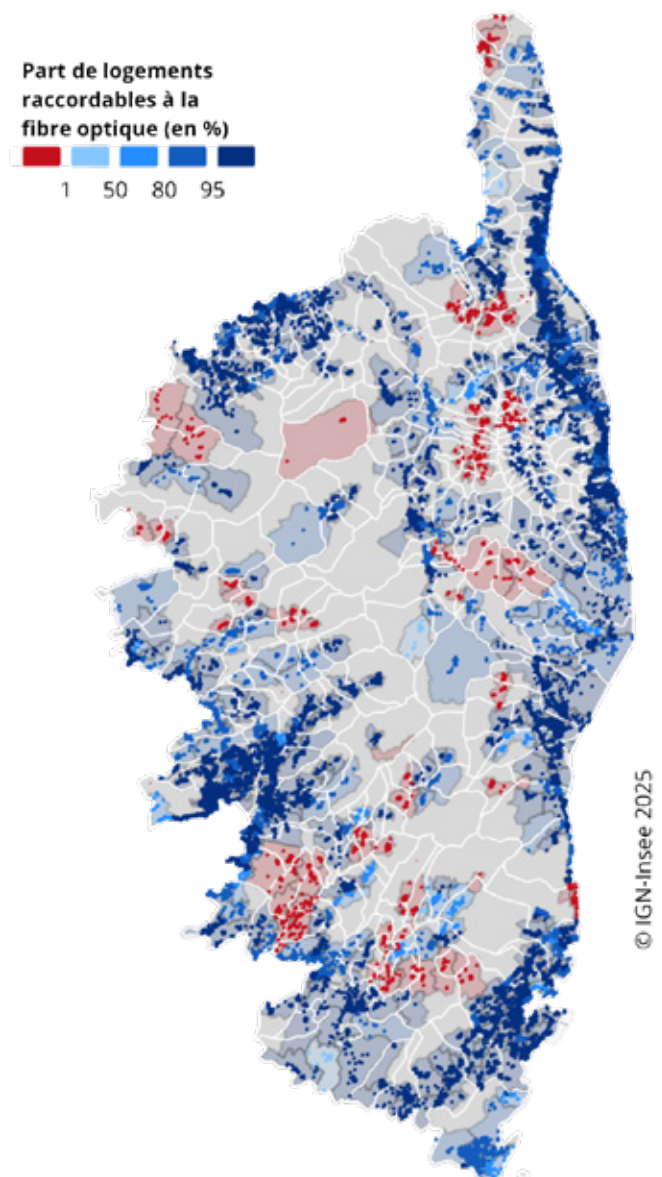 Part de logements
raccordables à la
fibre optique (en %)
1 50 80 95
© IGN-Insee 2025